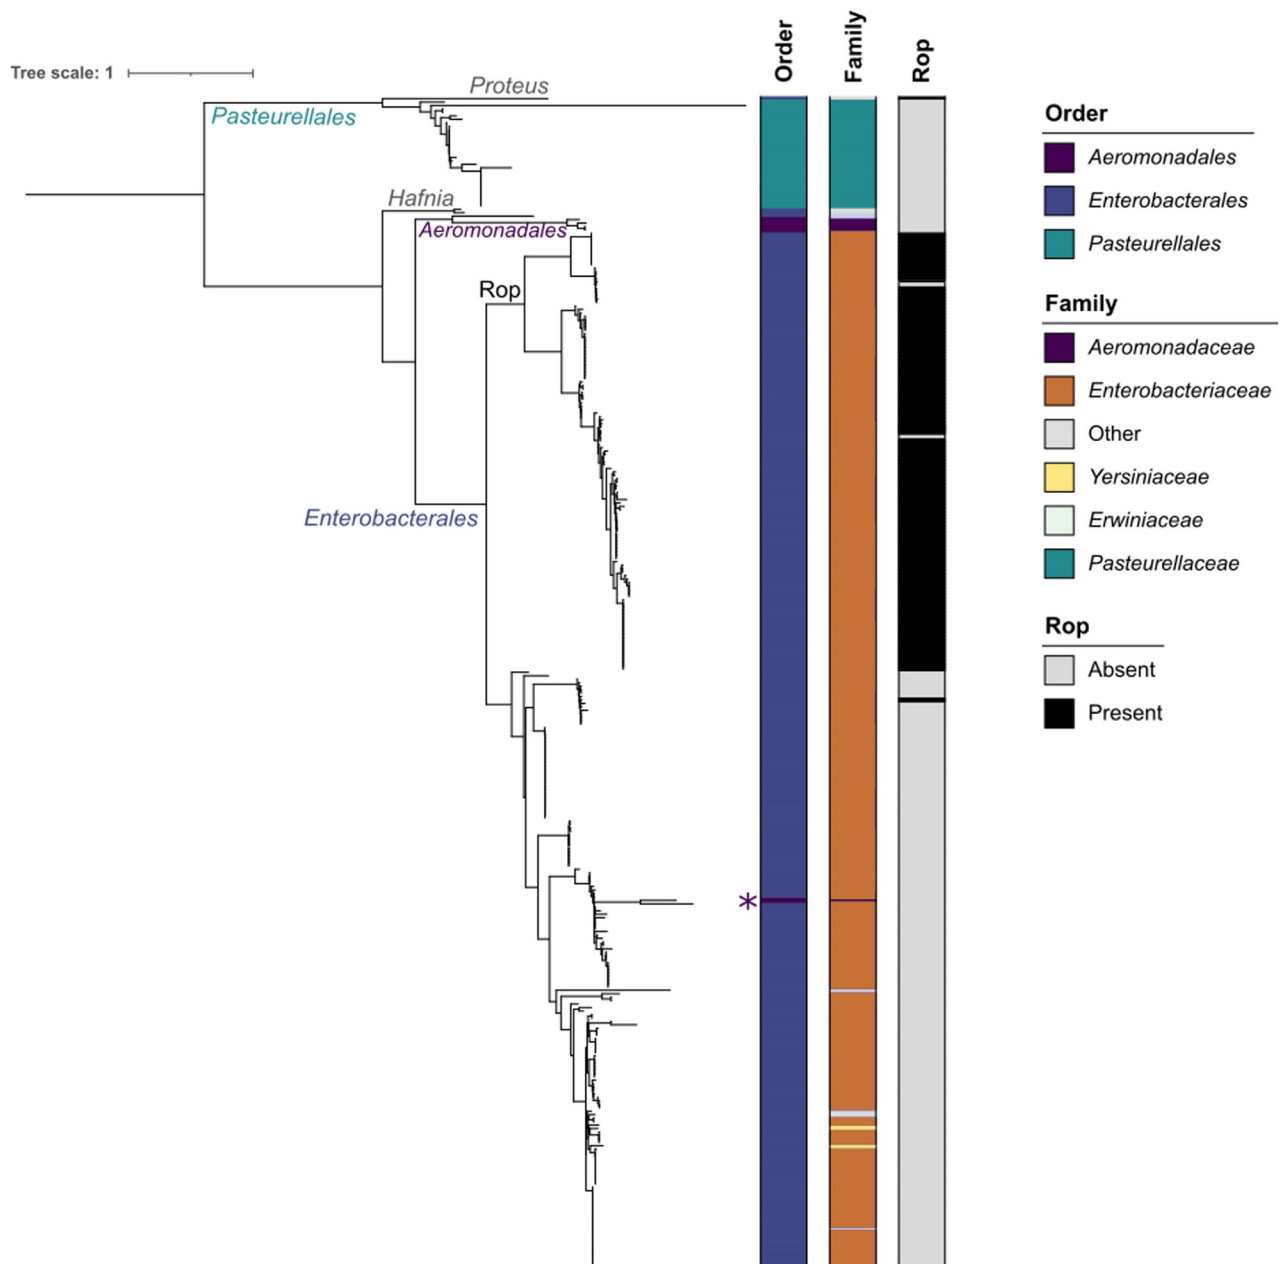 Order
Family
Rop
Tree scale: 1
Proteus
Pasteurellales
Hafnia
Aeromonadales
Rop
Enterobacterales
*
Order
Aeromonadales
Enterobacterales
Pasteurellales
Family
Aeromonadaceae
Enterobacteriaceae
Other
Yersiniaceae
Erwiniaceae
Pasteurellaceae
Rop
Absent
Present